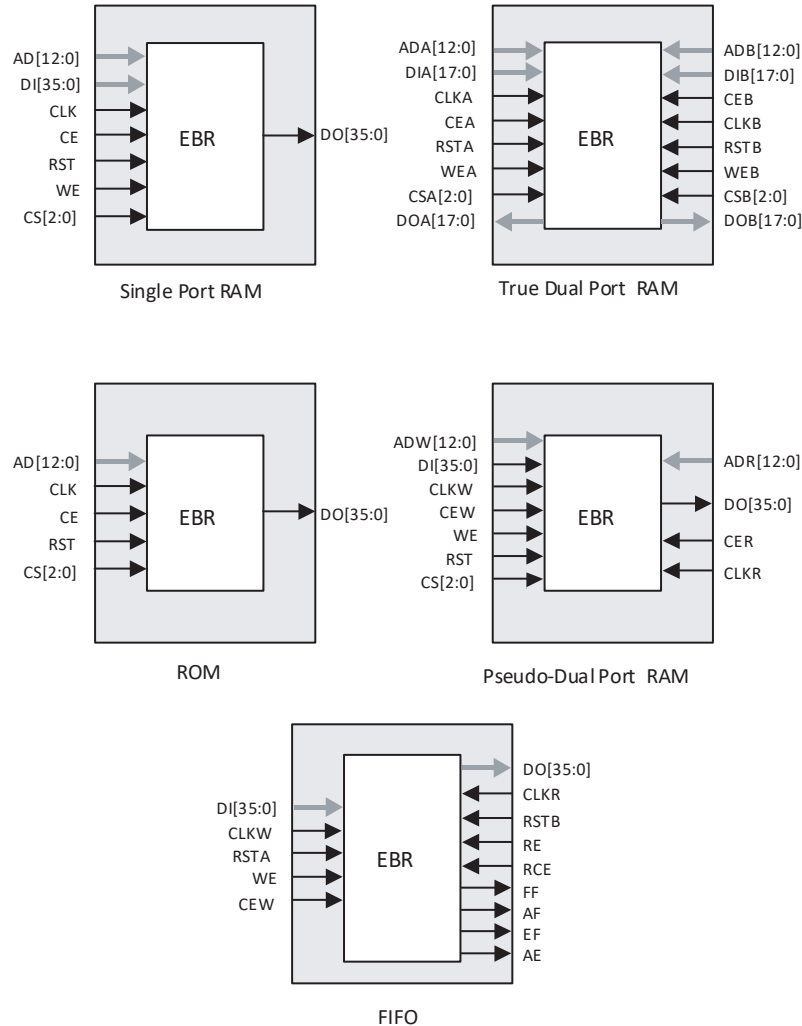 AD[12:0]
DI[35:0]
CLK
CE
RST
WE
CS[2:0]
EBR
DO[35:0]
Single Port RAM
ADA[12:0]
DIA[17:0]
CLKA
CEA
RSTA
WEA
CSA[2:0]
DOA[17:0]
EBR
ADB[12:0]
DIB[17:0]
CEB
CLKB
RSTB
WEB
CSB[2:0]
DOB[17:0]
True Dual Port RAM
AD[12:0]
CLK
CE
RST
CS[2:0]
EBR
DO[35:0]
ROM
ADW[12:0]
DI[35:0]
CLKW
CEW
WE
RST
CS[2:0]
EBR
ADR[12:0]
DO[35:0]
CER
CLKR
Pseudo-Dual Port RAM
DI[35:0]
CLKW
RSTA
WE
CEW
EBR
DO[35:0]
CLKR
RSTB
RE
RCE
FF
AF
EF
AE
FIFO